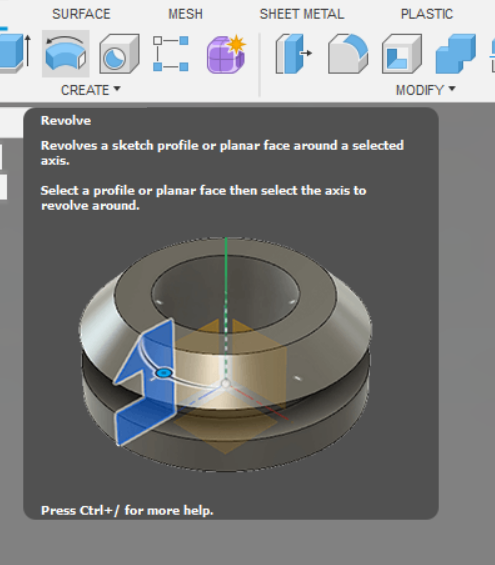 SURFACE MESH SHEET METAL PLASTIC
CREATE ▼ MODIFY ▼
Revolve
Revolves a sketch profile or planar face around a selected
axis.
Select a profile or planar face then select the axis to
revolve around.
Press Ctrl+/ for more help.